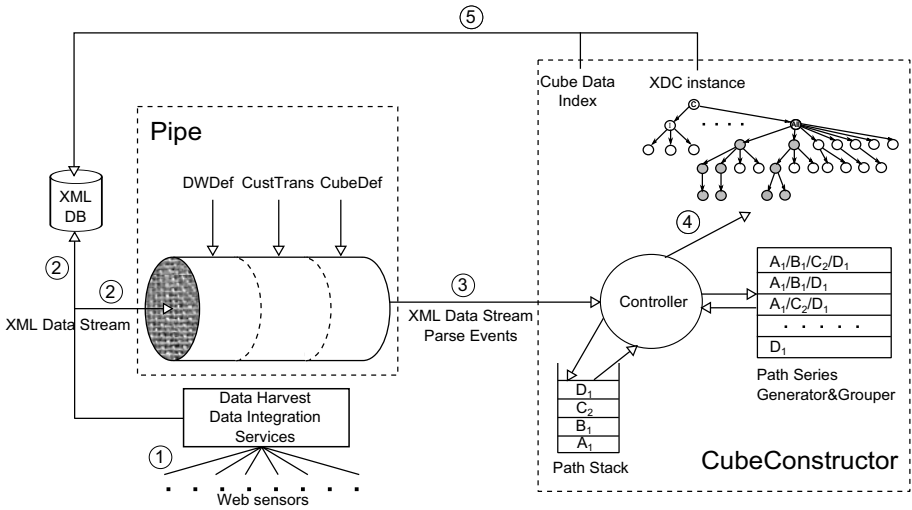 ⑤
Cube Data
Index
XDC instance
C
I
. . . .
All
Pipe
DWDef
CustTrans
CubeDef
XML
DB
②
②
XML Data Stream
③
XML Data Stream
Parse Events
④
Controller
A₁/B₁/C₂/D₁
A₁/B₁/D₁
A₁/C₂/D₁
. . . . .
D₁
Path Series
Generator&Grouper
D₁
C₂
B₁
A₁
Path Stack
CubeConstructor
Data Harvest
Data Integration
Services
①
Web sensors